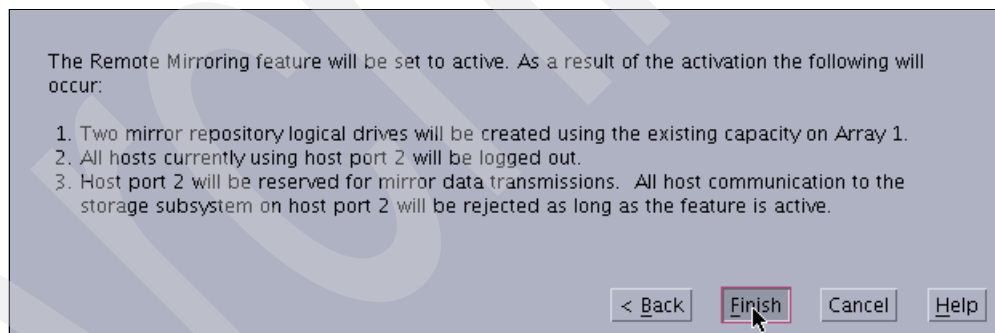 The Remote Mirroring feature will be set to active. As a result of the activation the following will
occur:
1. Two mirror repository logical drives will be created using the existing capacity on Array 1.
2. All hosts currently using host port 2 will be logged out.
3. Host port 2 will be reserved for mirror data transmissions. All host communication to the
storage subsystem on host port 2 will be rejected as long as the feature is active.
< Back Finish Cancel Help